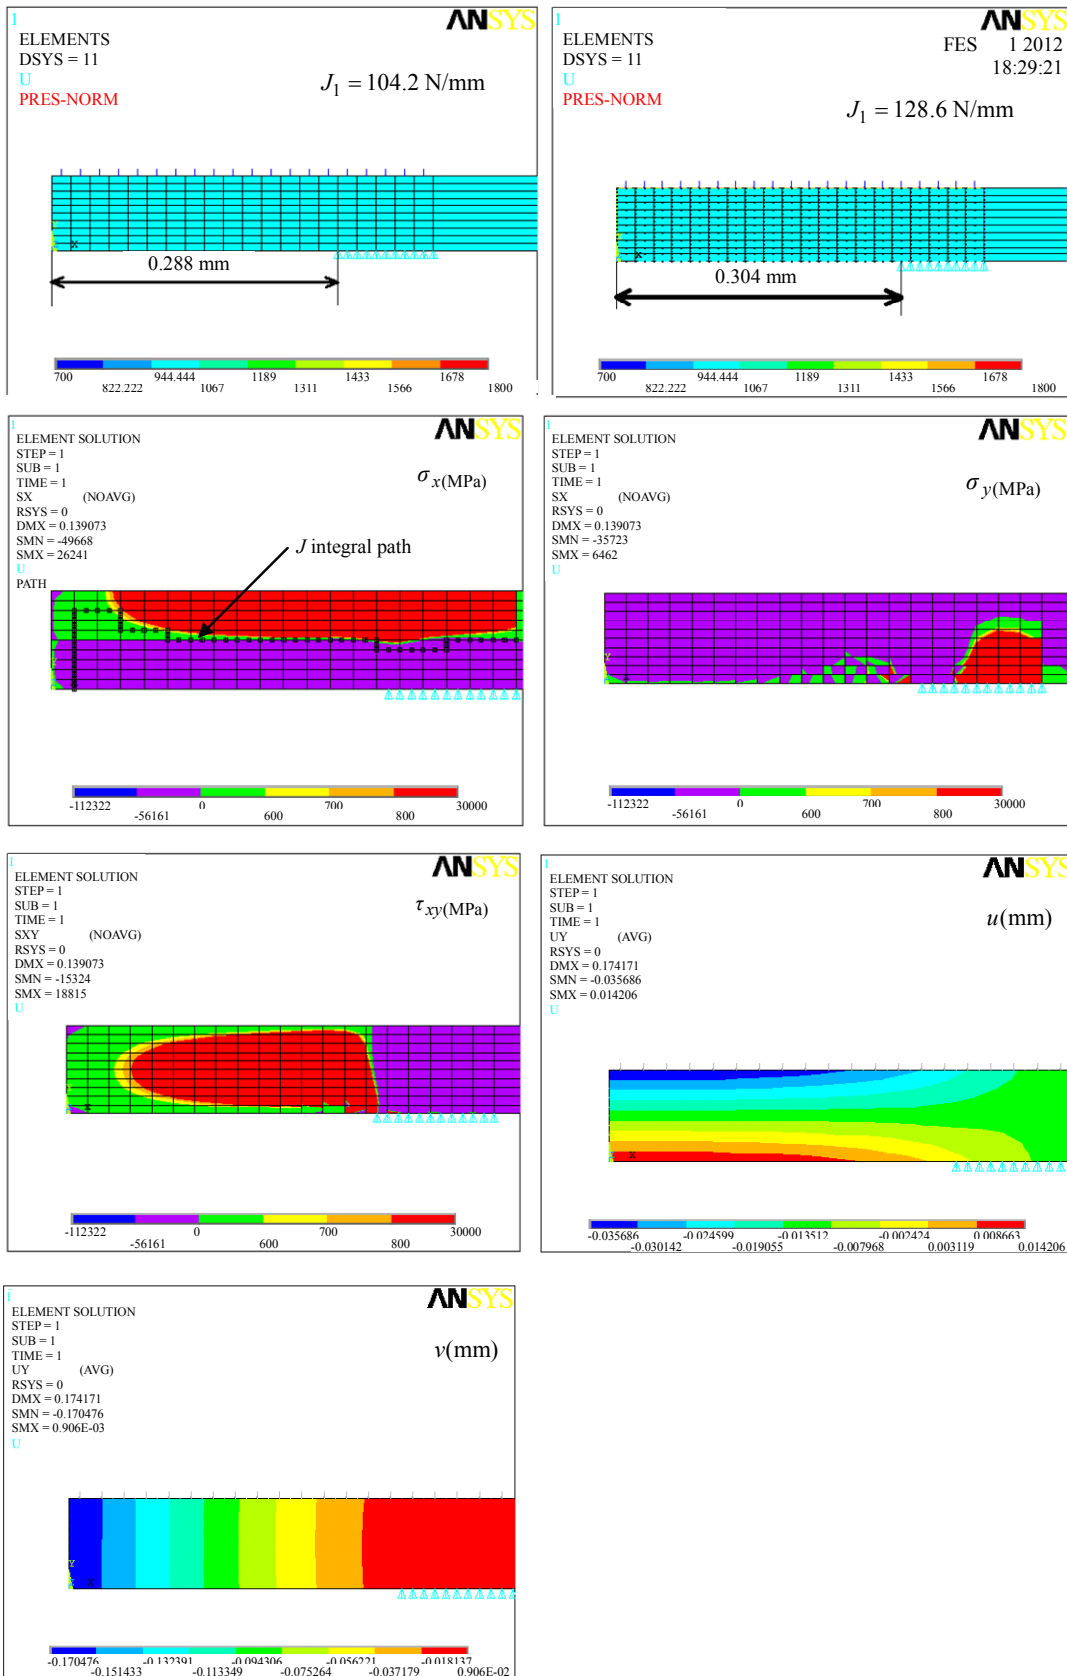 1
ANSYS
ELEMENTS
DSYS = 11
U
PRES-NORM
J1 = 104.2 N/mm
Y
X
0.288 mm
700 944.444 1189 1433 1678
822.222 1067 1311 1566 1800
ANSYS
ELEMENTS
DSYS = 11
U
PRES-NORM
FES 1 2012
18:29:21
J1 = 128.6 N/mm
Y
X
0.304 mm
700 944.444 1189 1433 1678
822.222 1067 1311 1566 1800
1
ANSYS
ELEMENT SOLUTION
STEP = 1
SUB = 1
TIME = 1
SX (NOAVG)
RSYS = 0
DMX = 0.139073
SMN = -49668
SMX = 26241
U
PATH
σx(MPa)
J integral path
-112322 0 700 30000
-56161 600 800
1
ANSYS
ELEMENT SOLUTION
STEP = 1
SUB = 1
TIME = 1
SX (NOAVG)
RSYS = 0
DMX = 0.139073
SMN = -35723
SMX = 6462
U
σy(MPa)
Y
-112322 0 700 30000
-56161 600 800
1
ANSYS
ELEMENT SOLUTION
STEP = 1
SUB = 1
TIME = 1
SXY (NOAVG)
RSYS = 0
DMX = 0.139073
SMN = -15324
SMX = 18815
U
τxy(MPa)
Y
X
-112322 0 700 30000
-56161 600 800
1
ANSYS
ELEMENT SOLUTION
STEP = 1
SUB = 1
TIME = 1
UY (AVG)
RSYS = 0
DMX = 0.174171
SMN = -0.035686
SMX = 0.014206
U
u(mm)
X
-0.035686 -0.024599 -0.013512 -0.002424 0.008663
-0.030142 -0.019055 -0.007968 0.003119 0.014206
ANSYS
ELEMENT SOLUTION
STEP = 1
SUB = 1
TIME = 1
UY (AVG)
RSYS = 0
DMX = 0.174171
SMN = -0.170476
SMX = 0.906E-03
U
v(mm)
Y
X
-0.170476 -0.132391 -0.094306 -0.056221 -0.018137
-0.151433 -0.113349 -0.075264 -0.037179 0.906E-02